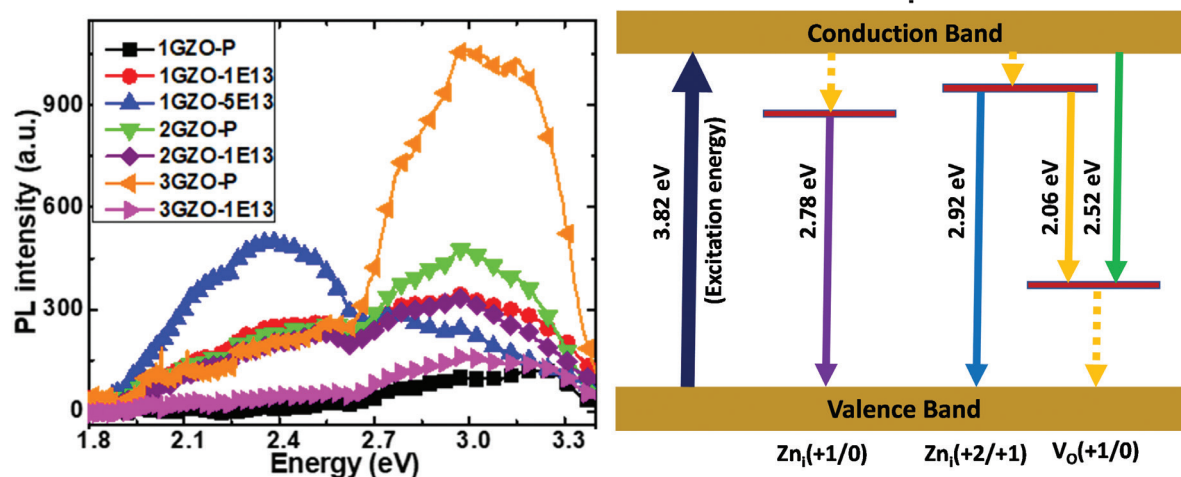 1GZO-P
1GZO-1E13
1GZO-5E13
2GZO-P
2GZO-1E13
3GZO-P
3GZO-1E13
PL intensity (a.u.)
900
600
300
0
1.8
2.1
2.4
2.7
3.0
3.3
Energy (eV)
Conduction Band
3.82 eV
(Excitation energy)
2.78 eV
2.92 eV
2.06 eV
2.52 eV
Valence Band
Zni(+1/0)
Zni(+2/+1)
VO(+1/0)